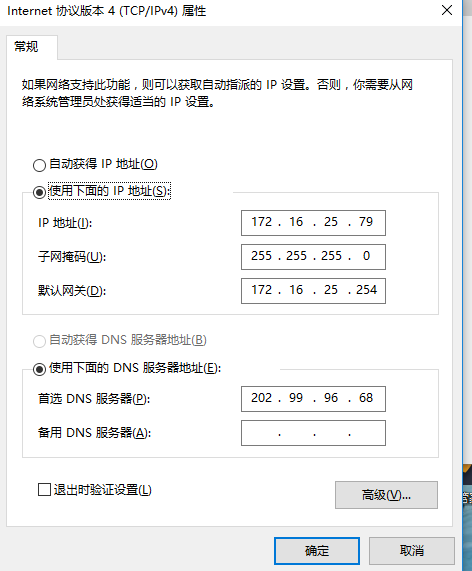 Internet 协议版本 4 (TCP/IPv4) 属性
常规
如果网络支持此功能，则可以获取自动指派的 IP 设置。否则，你需要从网
络系统管理员处获得适当的 IP 设置。
自动获得 IP 地址(O)
使用下面的 IP 地址(S):
IP 地址(I): 172 . 16 . 25 . 79
子网掩码(U): 255 . 255 . 255 . 0
默认网关(D): 172 . 16 . 25 . 254
自动获得 DNS 服务器地址(B)
使用下面的 DNS 服务器地址(E):
首选 DNS 服务器(P): 202 . 99 . 96 . 68
备用 DNS 服务器(A): . . .
退出时验证设置(L)
高级(V)...
确定 取消